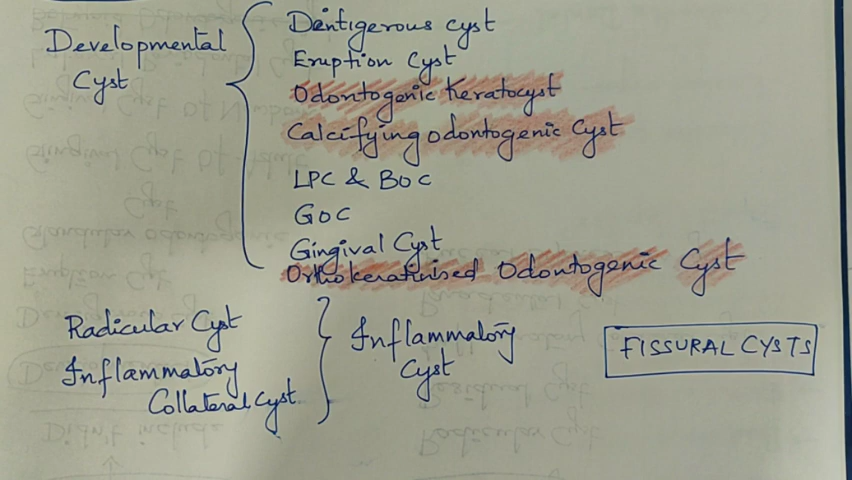 Developmental
Cyst
Dentigerous cyst
Eruption Cyst
Odontogenic Keratocyst
Calcifying odontogenic Cyst
LPC & BOC
GOC
Gingival Cyst
Orthokeratinised Odontogenic Cyst
Radicular Cyst
Inflammatory
Collateral Cyst
Inflammatory
Cyst
FISSURAL CYSTS